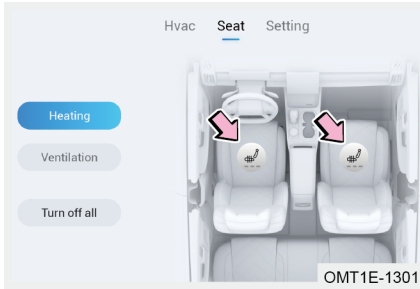 Hvac Seat Setting
Heating
Ventilation
Turn off all
OMT1E-1301